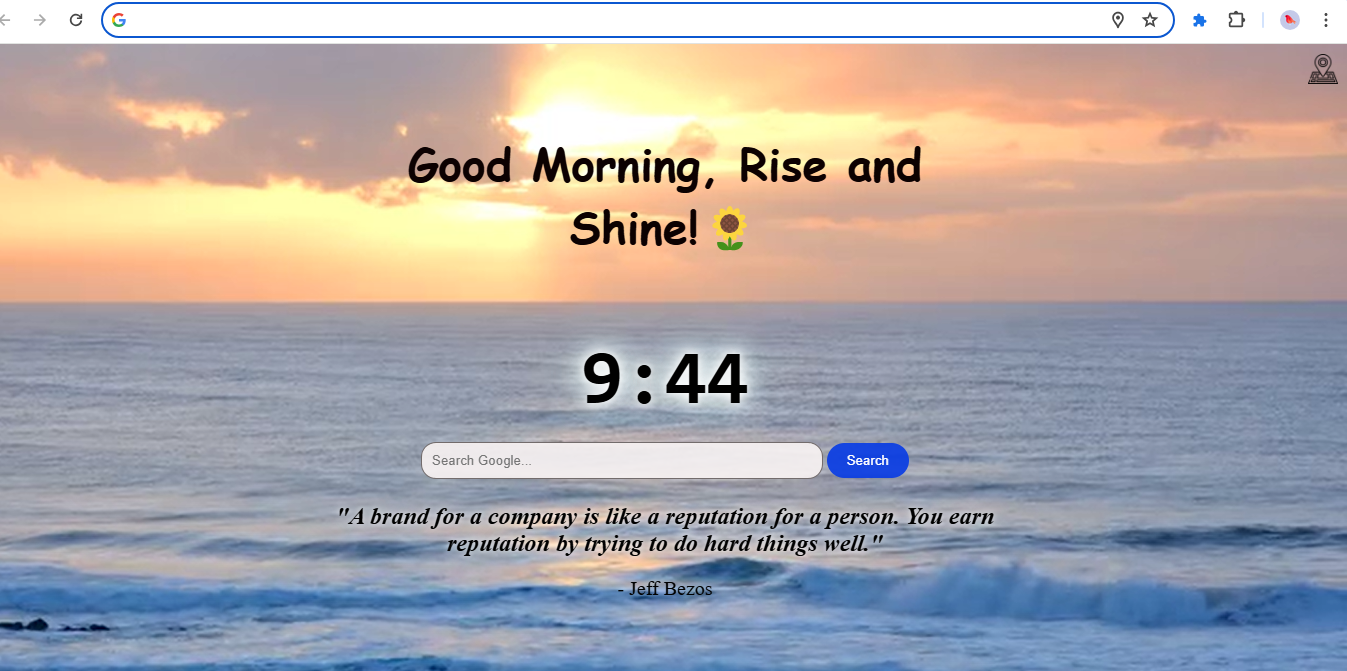 Good Morning, Rise and
Shine! 🌻
9:44
Search Google...
Search
"A brand for a company is like a reputation for a person. You earn
reputation by trying to do hard things well."
- Jeff Bezos